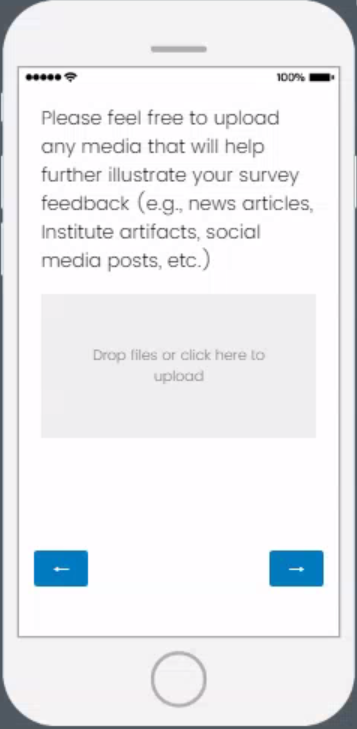 100%
Please feel free to upload
any media that will help
further illustrate your survey
feedback (e.g., news articles,
Institute artifacts, social
media posts, etc.)
Drop files or click here to
upload
← →